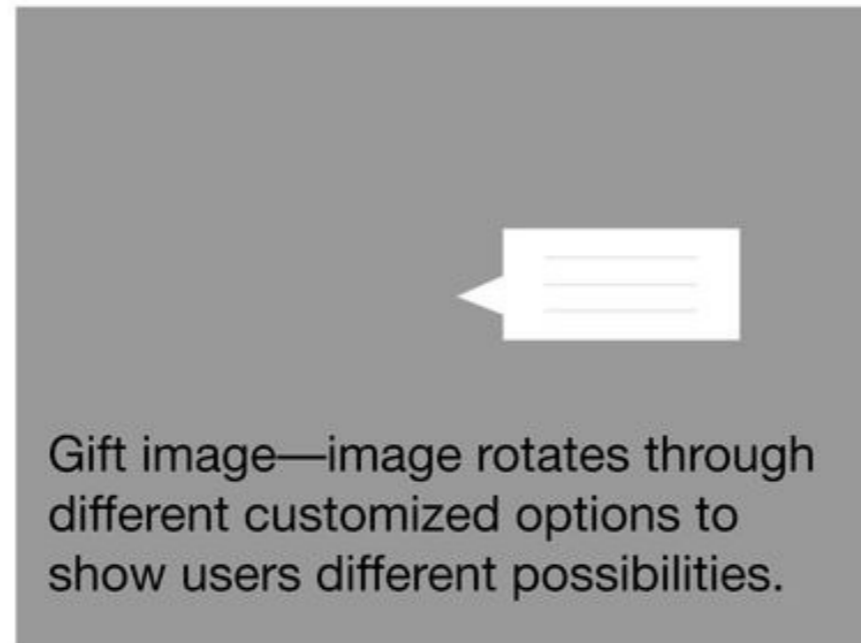 Gift image—image rotates through
different customized options to
show users different possibilities.